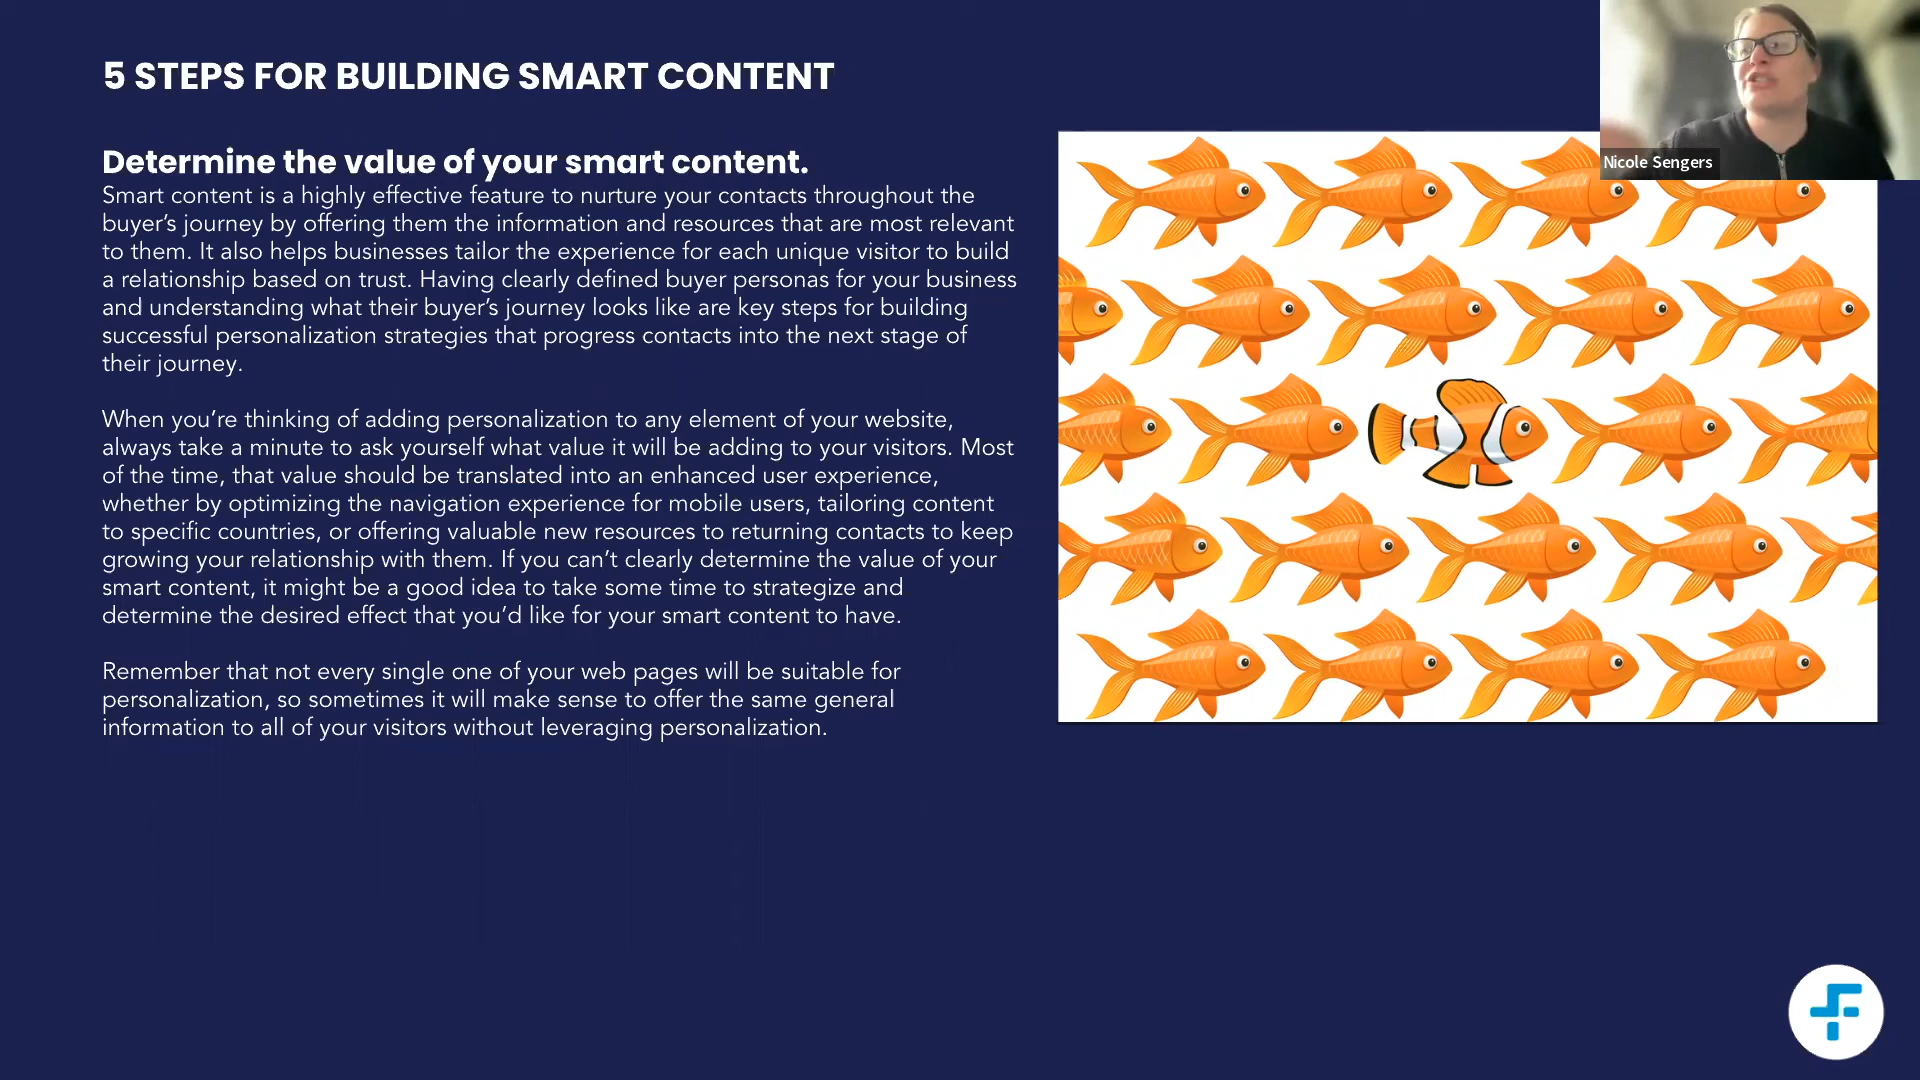 5 STEPS FOR BUILDING SMART CONTENT
Determine the value of your smart content.
Smart content is a highly effective feature to nurture your contacts throughout the
buyer’s journey by offering them the information and resources that are most relevant
to them. It also helps businesses tailor the experience for each unique visitor to build
a relationship based on trust. Having clearly defined buyer personas for your business
and understanding what their buyer’s journey looks like are key steps for building
successful personalization strategies that progress contacts into the next stage of
their journey.
When you’re thinking of adding personalization to any element of your website,
always take a minute to ask yourself what value it will be adding to your visitors. Most
of the time, that value should be translated into an enhanced user experience,
whether by optimizing the navigation experience for mobile users, tailoring content
to specific countries, or offering valuable new resources to returning contacts to keep
growing your relationship with them. If you can’t clearly determine the value of your
smart content, it might be a good idea to take some time to strategize and
determine the desired effect that you’d like for your smart content to have.
Remember that not every single one of your web pages will be suitable for
personalization, so sometimes it will make sense to offer the same general
information to all of your visitors without leveraging personalization.
Nicole Sengers